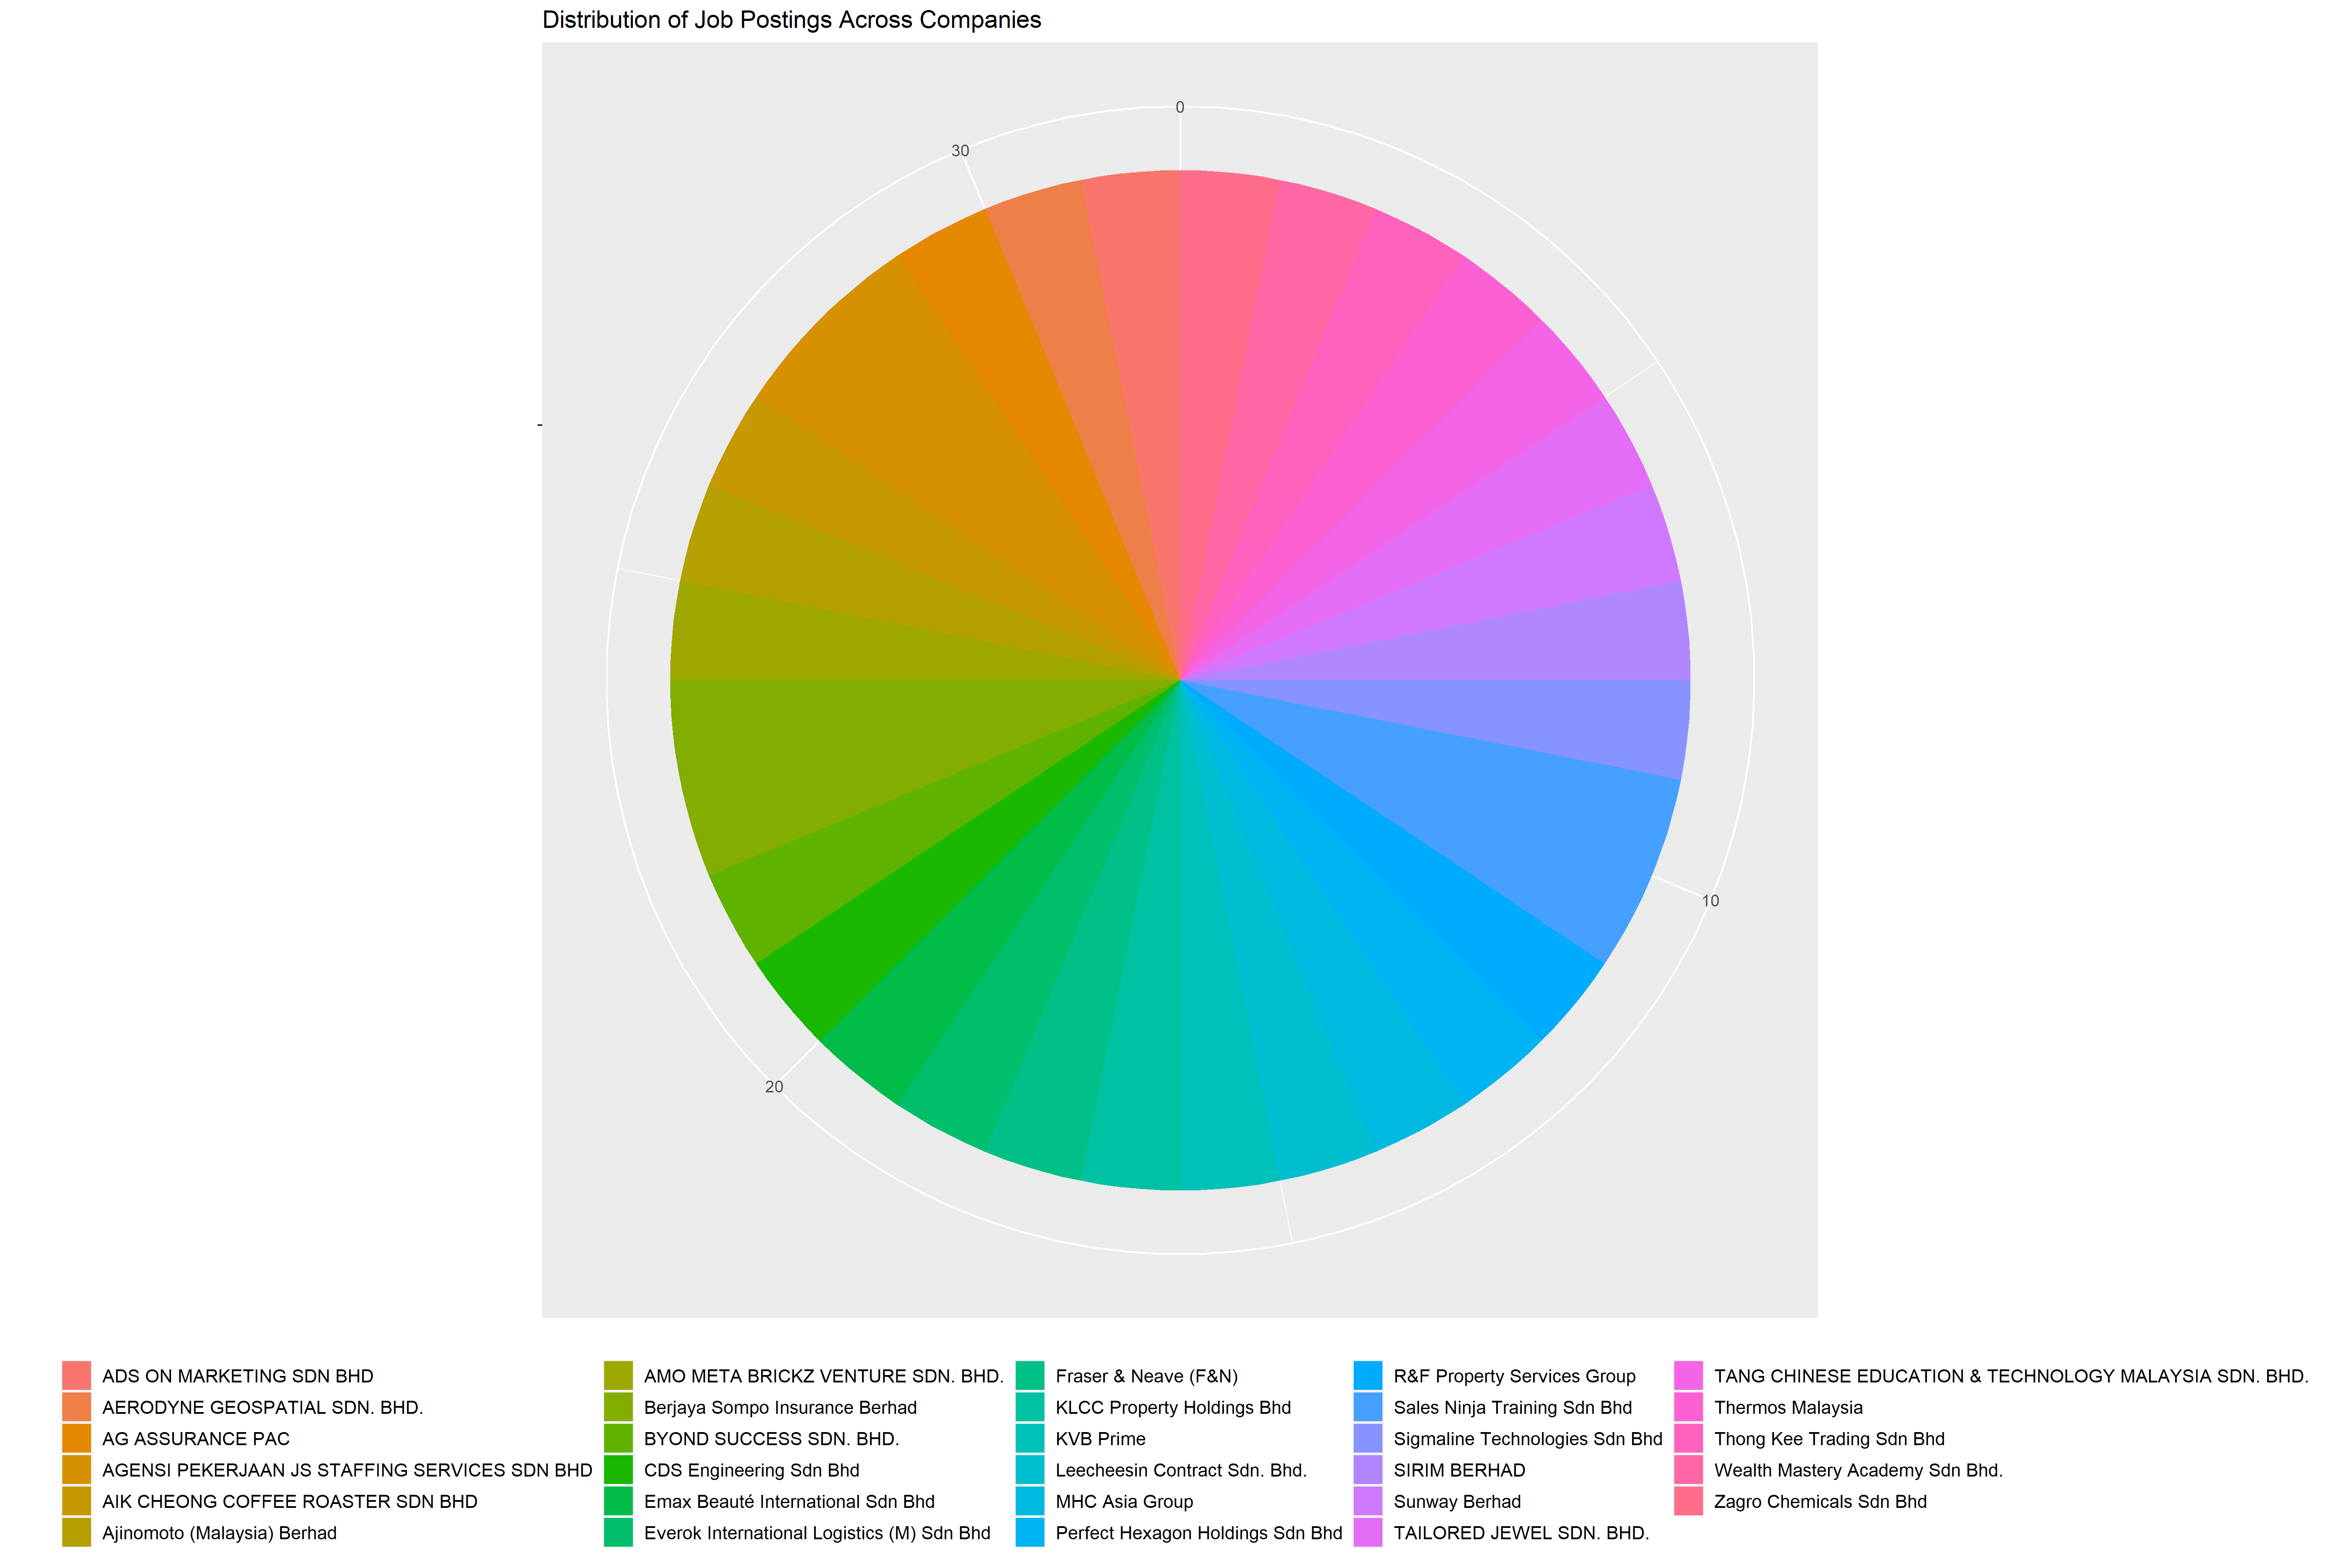 Distribution of Job Postings Across Companies
0
30
10
20
ADS ON MARKETING SDN BHD
AERODYNE GEOSPATIAL SDN. BHD.
AG ASSURANCE PAC
AGENSI PEKERJAAN JS STAFFING SERVICES SDN BHD
AIK CHEONG COFFEE ROASTER SDN BHD
Ajinomoto (Malaysia) Berhad
AMO META BRICKZ VENTURE SDN. BHD.
Berjaya Sompo Insurance Berhad
BYOND SUCCESS SDN. BHD.
CDS Engineering Sdn Bhd
Emax Beauté International Sdn Bhd
Everok International Logistics (M) Sdn Bhd
Fraser & Neave (F&N)
KLCC Property Holdings Bhd
KVB Prime
Leecheesin Contract Sdn. Bhd.
MHC Asia Group
Perfect Hexagon Holdings Sdn Bhd
R&F Property Services Group
Sales Ninja Training Sdn Bhd
Sigmaline Technologies Sdn Bhd
SIRIM BERHAD
Sunway Berhad
TAILORED JEWEL SDN. BHD.
TANG CHINESE EDUCATION & TECHNOLOGY MALAYSIA SDN. BHD.
Thermos Malaysia
Thong Kee Trading Sdn Bhd
Wealth Mastery Academy Sdn Bhd.
Zagro Chemicals Sdn Bhd